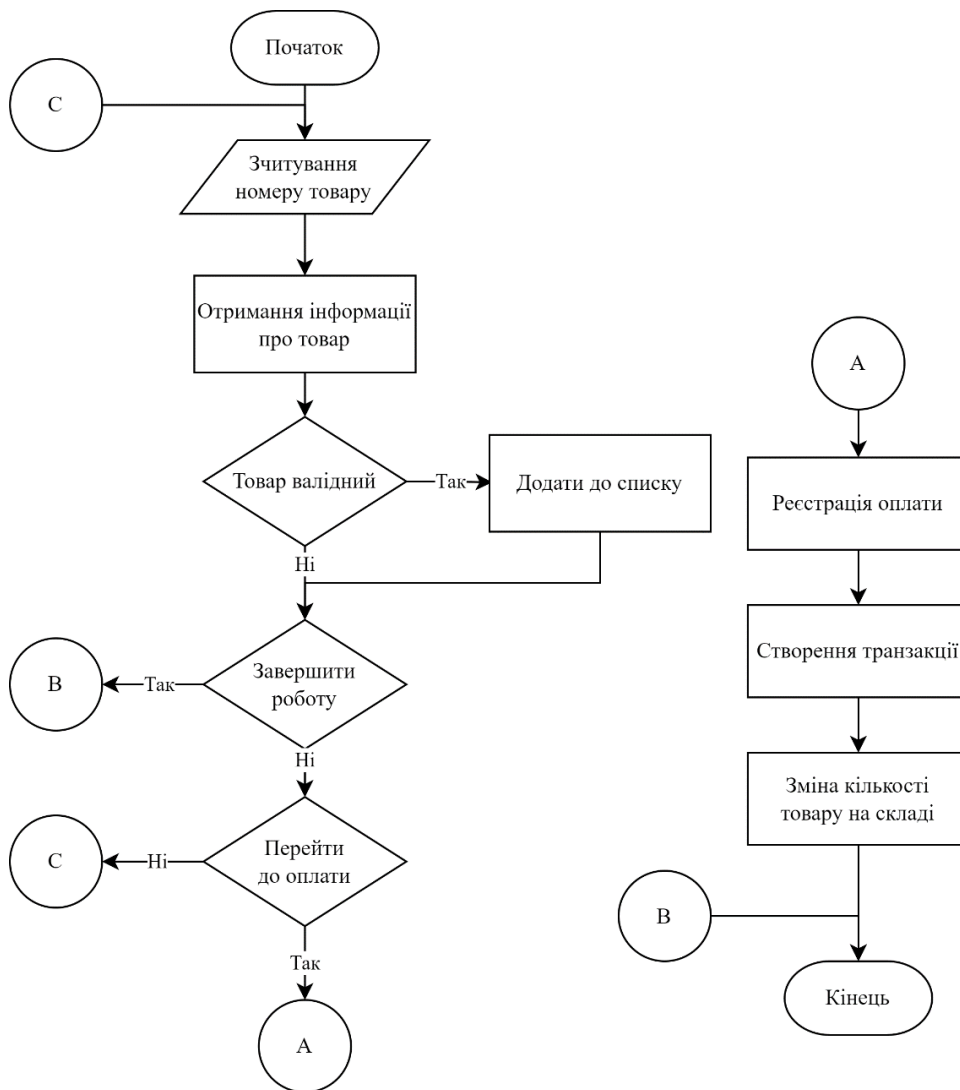 Початок
C
Зчитування
номеру товару
Отримання інформації
про товар
Товар валідний
Так
Додати до списку
Ні
Завершити
роботу
Так
B
Ні
Перейти
до оплати
Ні
C
Так
A
A
Реєстрація оплати
Створення транзакції
Зміна кількості
товару на складі
B
Кінець